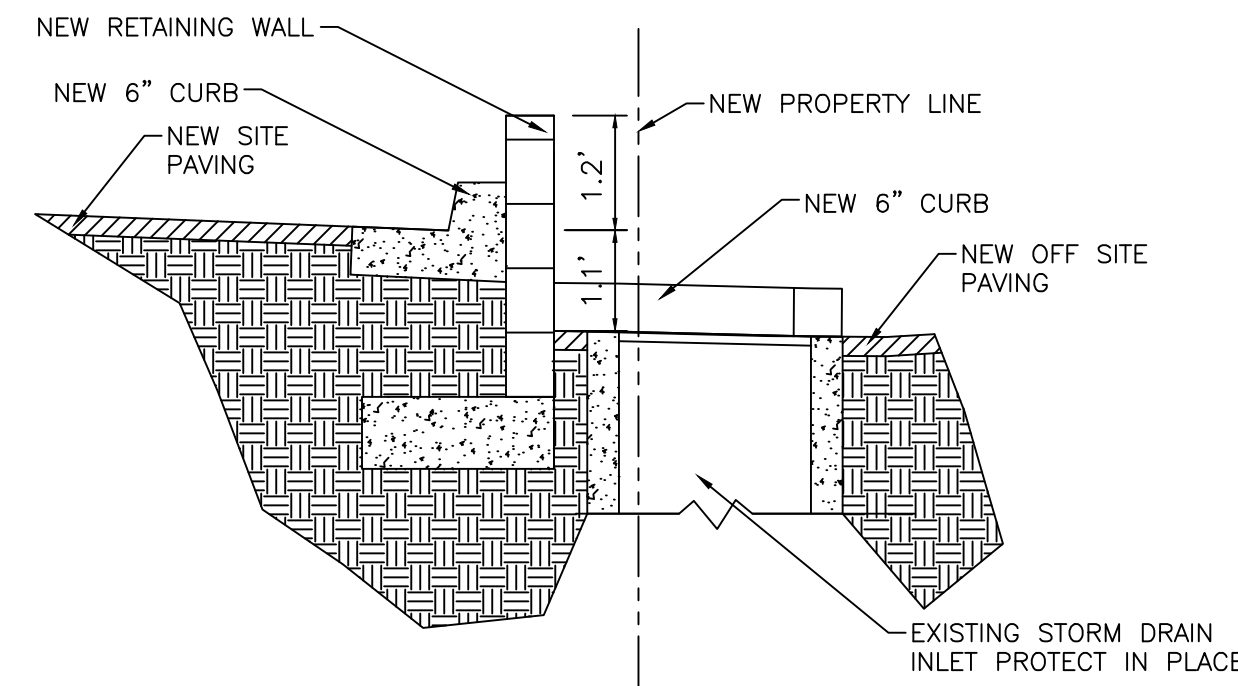 NEW RETAINING WALL
NEW 6” CURB
NEW SITE
PAVING
1.2’
1.1’
NEW PROPERTY LINE
NEW 6” CURB
NEW OFF SITE
PAVING
EXISTING STORM DRAIN
INLET PROTECT IN PLACE